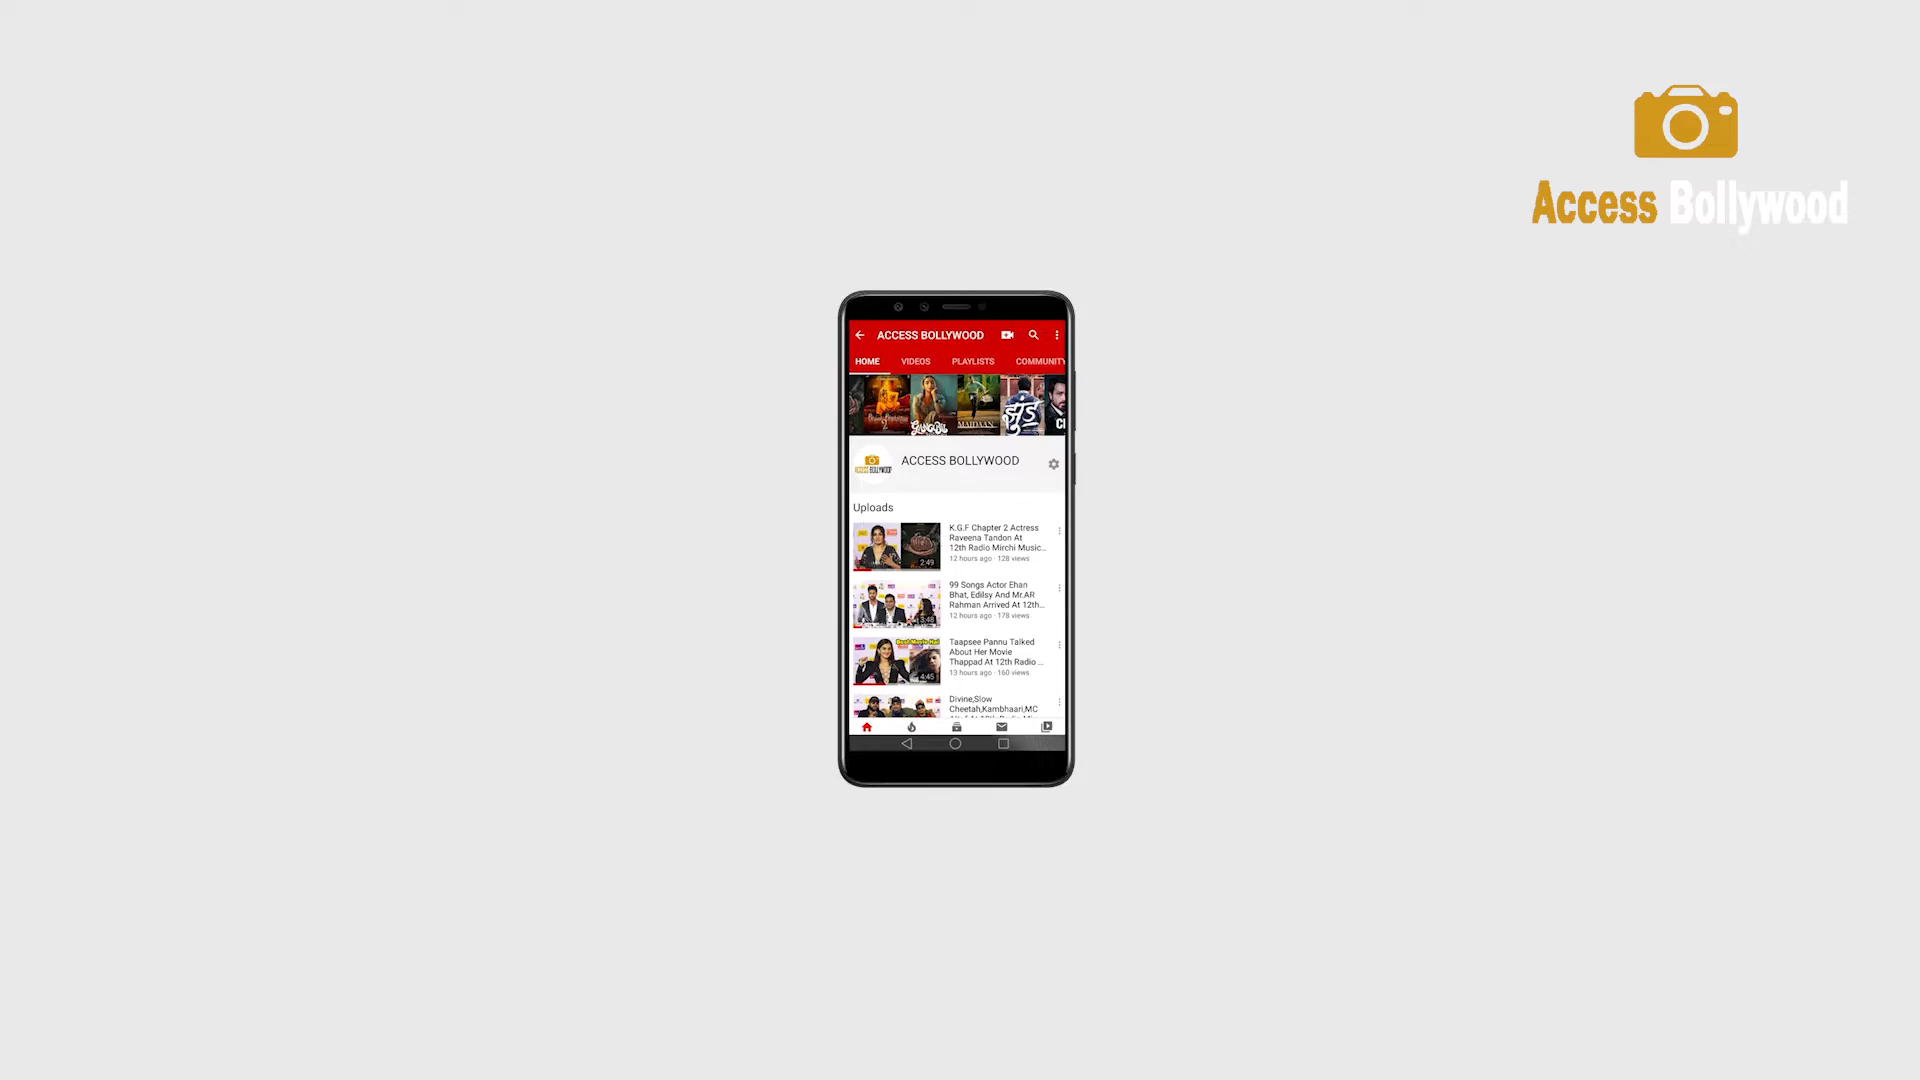 Access Bollywood
ACCESS BOLLYWOOD
HOME VIDEOS PLAYLISTS COMMUNITY
MAIDAAN
झुंड
ACCESS BOLLYWOOD
Uploads
K.G.F Chapter 2 Actress
Raveena Tandon At
12th Radio Mirchi Music...
12 hours ago · 128 views
2:49
99 Songs Actor Ehan
Bhat, Edilsy And Mr.AR
Rahman Arrived At 12th...
12 hours ago · 178 views
3:48
Taapsee Pannu Talked
About Her Movie
Thappad At 12th Radio ...
13 hours ago · 160 views
4:45
Divine,Slow
Cheetah,Kambhaari,MC